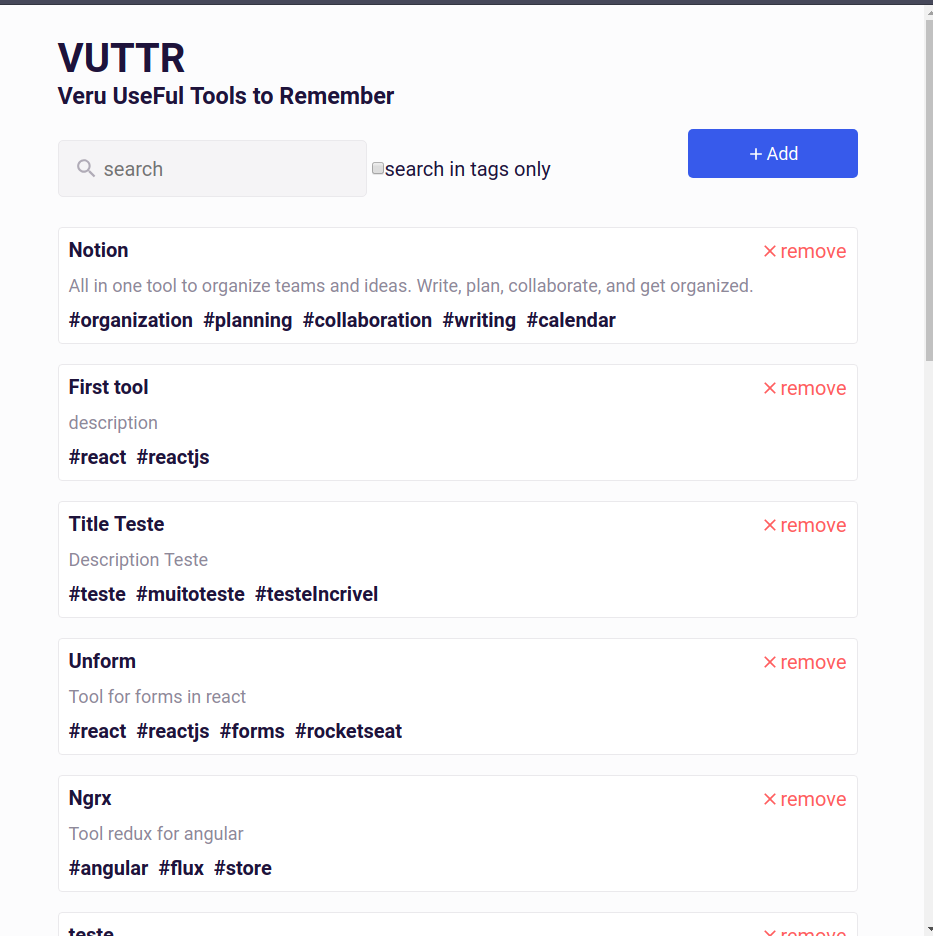 VUTTR
Veru UseFul Tools to Remember
search
search in tags only
+ Add
Notion
× remove
All in one tool to organize teams and ideas. Write, plan, collaborate, and get organized.
#organization #planning #collaboration #writing #calendar
First tool
× remove
description
#react #reactjs
Title Teste
× remove
Description Teste
#teste #muitoteste #testeIncrivel
Unform
× remove
Tool for forms in react
#react #reactjs #forms #rocketseat
Ngrx
× remove
Tool redux for angular
#angular #flux #store
teste
× remove